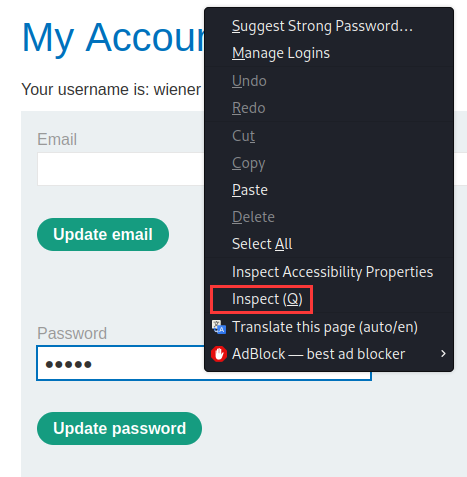 My Accoun
Your username is: wiener
Email
Update email
Password
•••••
Update password
Suggest Strong Password...
Manage Logins
Undo
Redo
Cut
Copy
Paste
Delete
Select All
Inspect Accessibility Properties
Inspect (Q)
Translate this page (auto/en)
AdBlock — best ad blocker